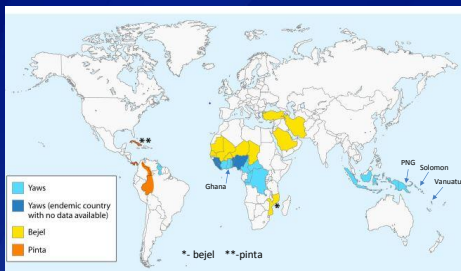 **
PNG
Solomon
Vanuatu
Ghana
*
Yaws
Yaws (endemic country
with no data available)
Bejel
Pinta
*- bejel **-pinta